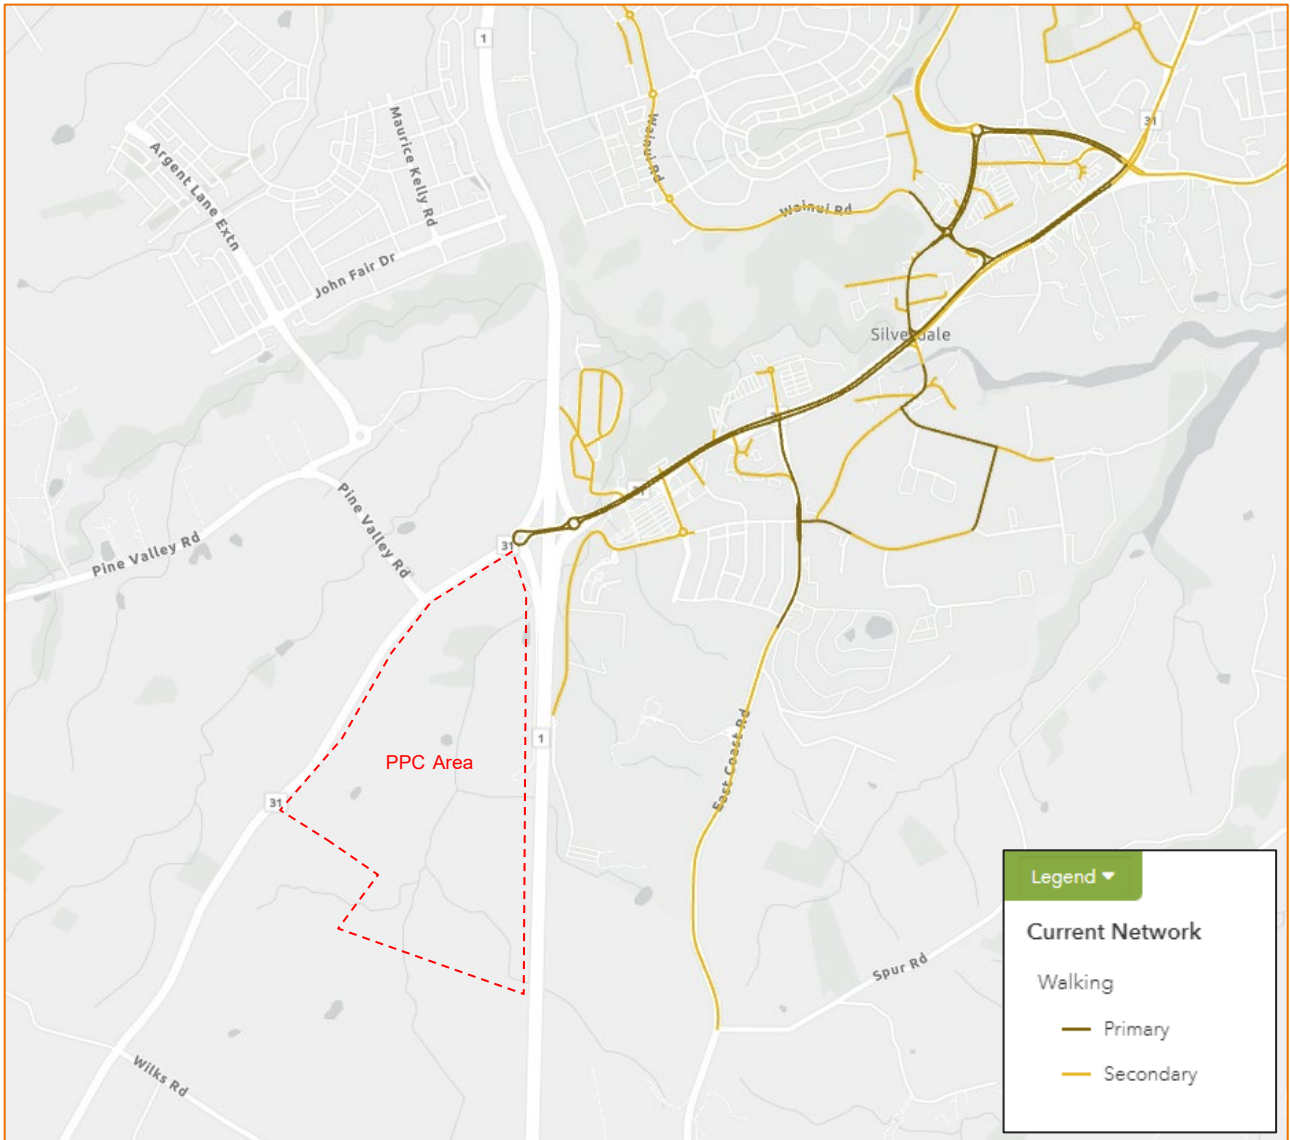 1
Maurice Kelly Rd
Argent Lane Extn
John Fair Dr
Wainui Rd
Wainui Rd
31
Silverdale
31
Pine Valley Rd
Pine Valley Rd
31
PPC Area
1
31
East Coast Rd
Spur Rd
Wilks Rd
Legend
Current Network
Walking
Primary
Secondary